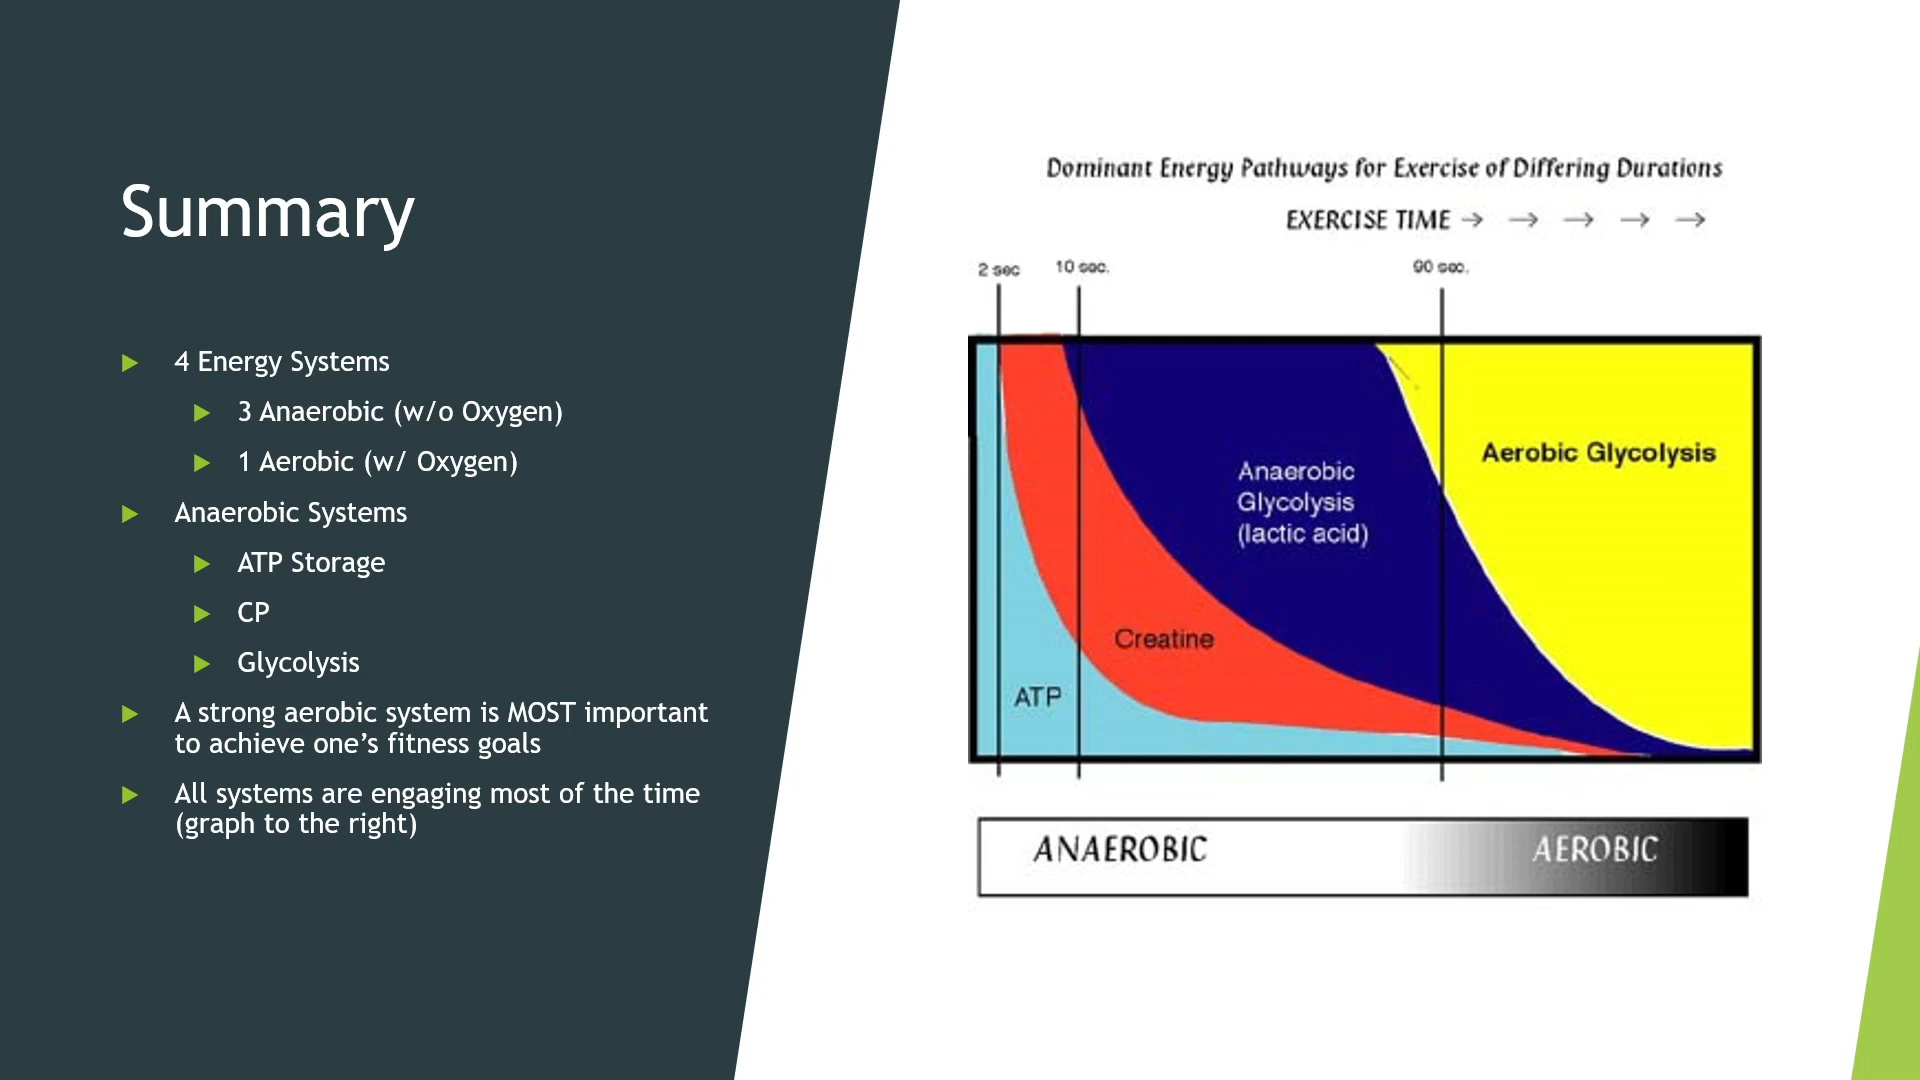 Summary
4 Energy Systems
3 Anaerobic (w/o Oxygen)
1 Aerobic (w/ Oxygen)
Anaerobic Systems
ATP Storage
CP
Glycolysis
A strong aerobic system is MOST important
to achieve one’s fitness goals
All systems are engaging most of the time
(graph to the right)
Dominant Energy Pathways for Exercise of Differing Durations
EXERCISE TIME → → → → →
2 sec 10 sec. 90 sec.
Aerobic Glycolysis
Anaerobic
Glycolysis
(lactic acid)
Creatine
ATP
ANAEROBIC AEROBIC